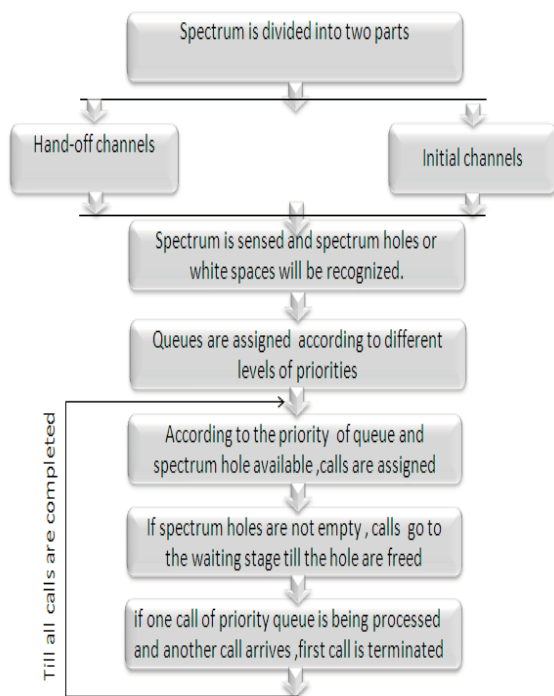 Spectrum is divided into two parts
Hand-off channels
Initial channels
Spectrum is sensed and spectrum holes or
white spaces will be recognized.
Queues are assigned according to different
levels of priorities
According to the priority of queue and
spectrum hole available ,calls are assigned
If spectrum holes are not empty , calls go to
the waiting stage till the hole are freed
if one call of priority queue is being processed
and another call arrives ,first call is terminated
Till all calls are completed